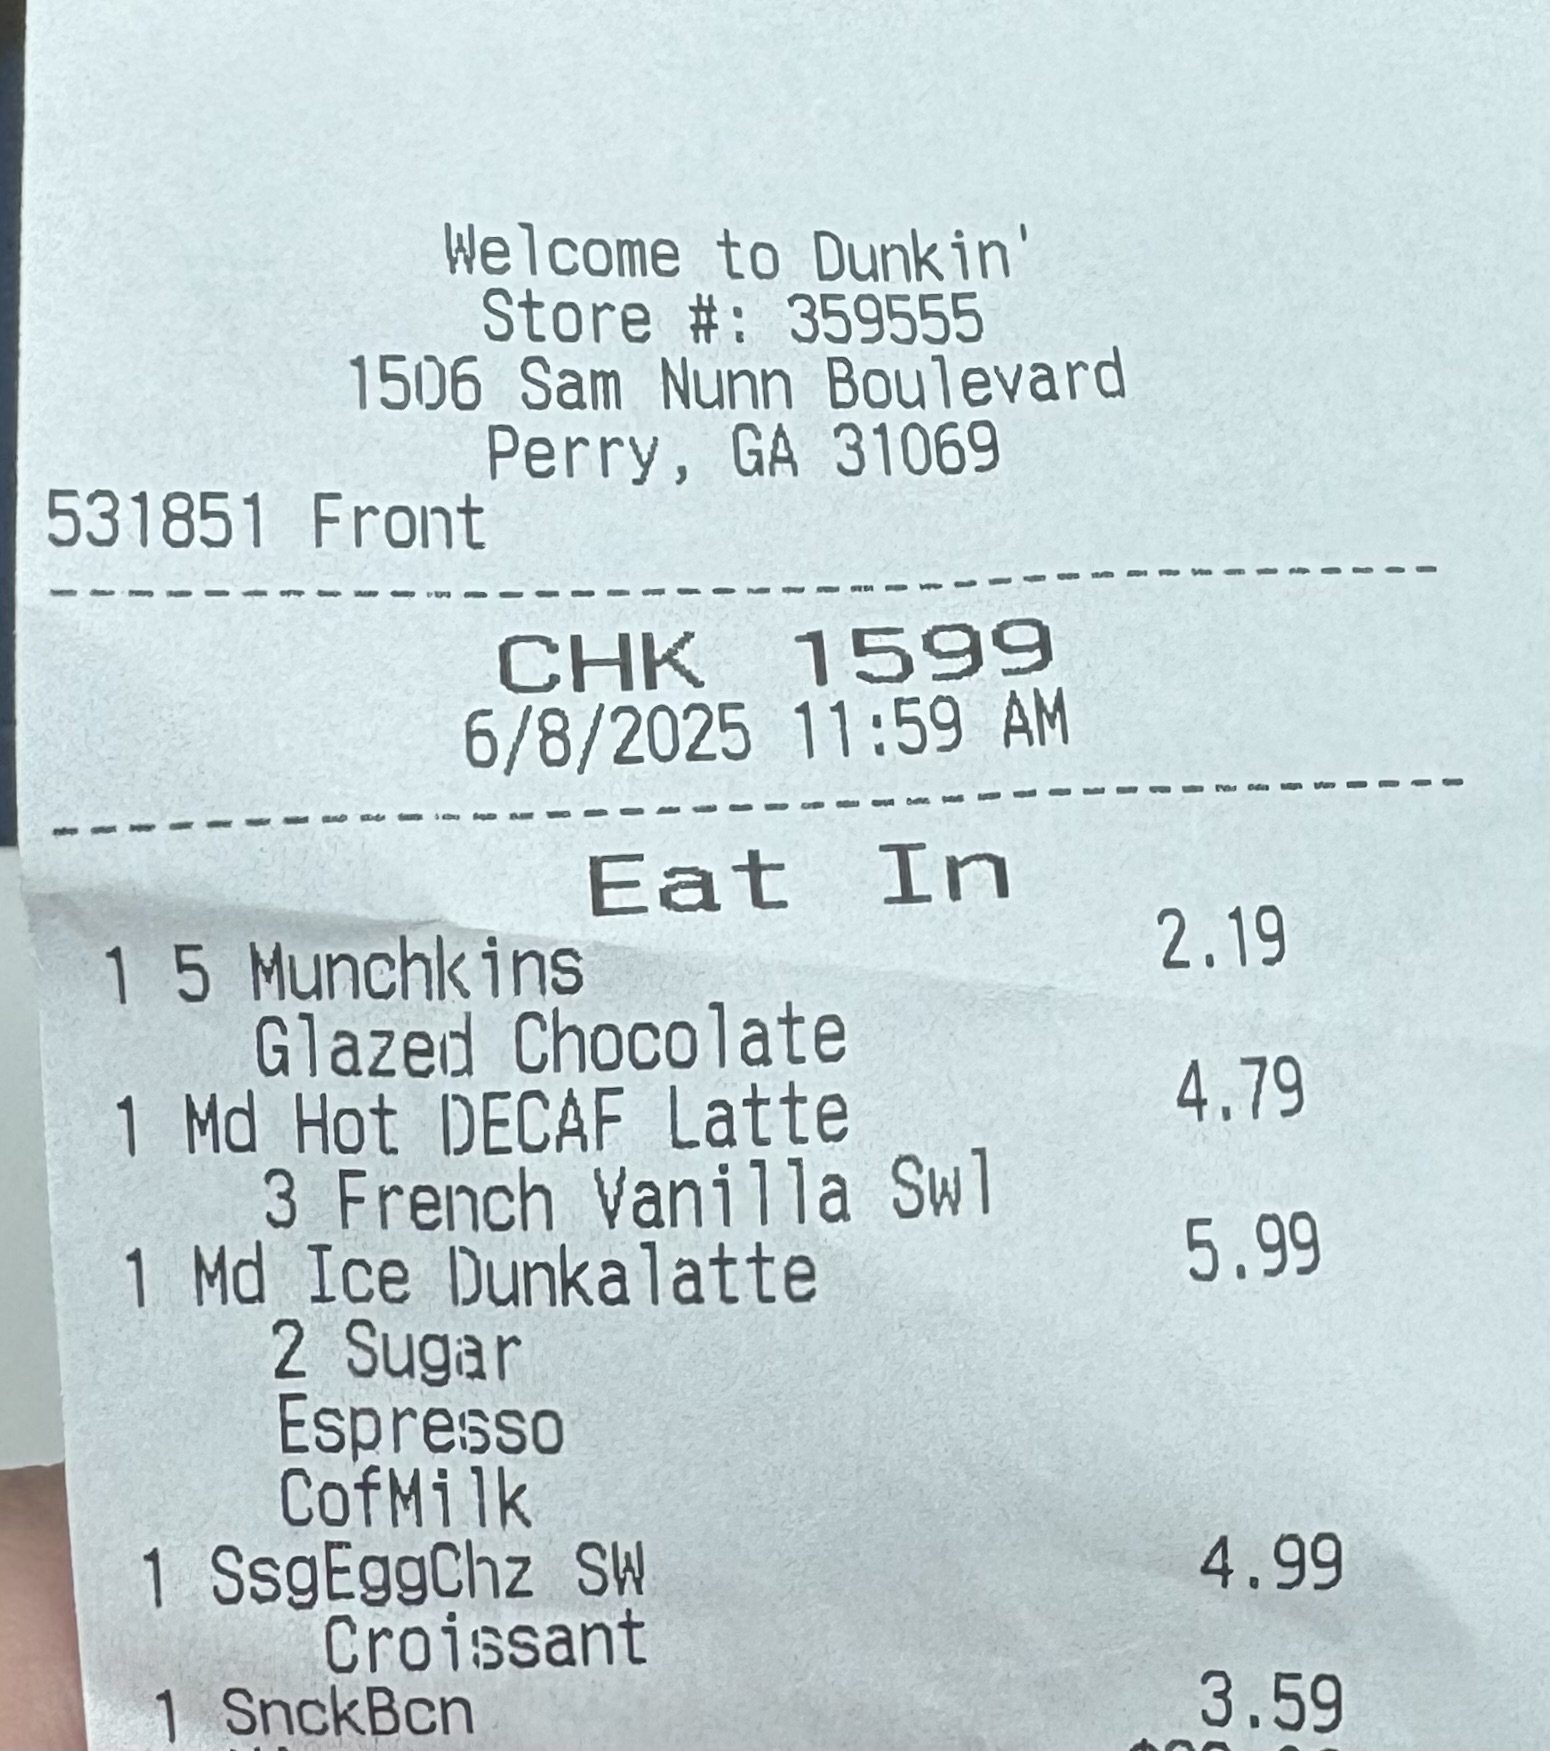 Welcome to Dunkin'
Store #: 359555
1506 Sam Nunn Boulevard
Perry, GA 31069
531851 Front
CHK 1599
6/8/2025 11:59 AM
Eat In
1 5 Munchkins 2.19
Glazed Chocolate
1 Md Hot DECAF Latte 4.79
3 French Vanilla Swl
1 Md Ice Dunkalatte 5.99
2 Sugar
Espresso
CofMilk
1 SsgEggChz SW 4.99
Croissant
1 SnckBcn 3.59